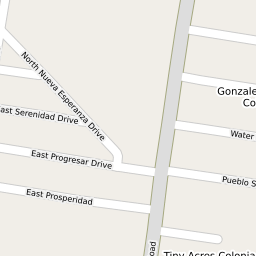 North Nueva Esperanza Drive
Gonzale
Co
East Serenidad Drive
Water
East Progresar Drive
Pueblo S
East Prosperidad
oad
Tiny Acres Colonia